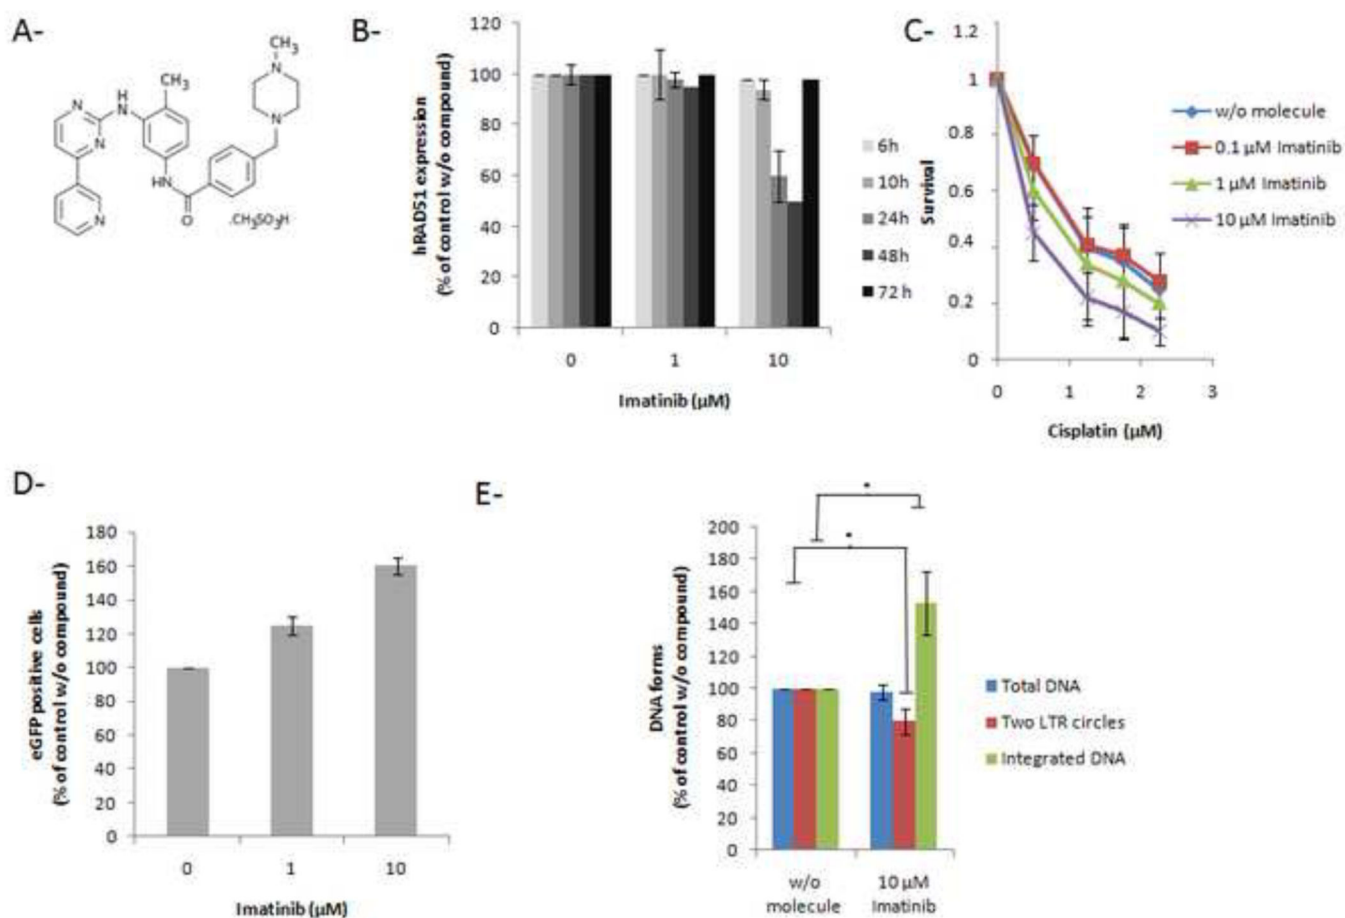 A-
CH₃
N
N
H
N
CH₃
N
N
NH
O
N
.CH₃SO₃H
B-
hRAD51 expression
(% of control w/o compound)
120
100
80
60
40
20
0
0
1
10
Imatinib (µM)
6h
10h
24h
48h
72 h
C-
Survival
1.2
1
0.8
0.6
0.4
0.2
0
0
1
2
3
Cisplatin (µM)
w/o molecule
0.1 µM Imatinib
1 µM Imatinib
10 µM Imatinib
D-
eGFP positive cells
(% of control w/o compound)
180
160
140
120
100
80
60
40
20
0
0
1
10
Imatinib (µM)
E-
DNA forms
(% of control w/o compound)
*
*
200
180
160
140
120
100
80
60
40
20
0
w/o
molecule
10 µM
Imatinib
Total DNA
Two LTR circles
Integrated DNA